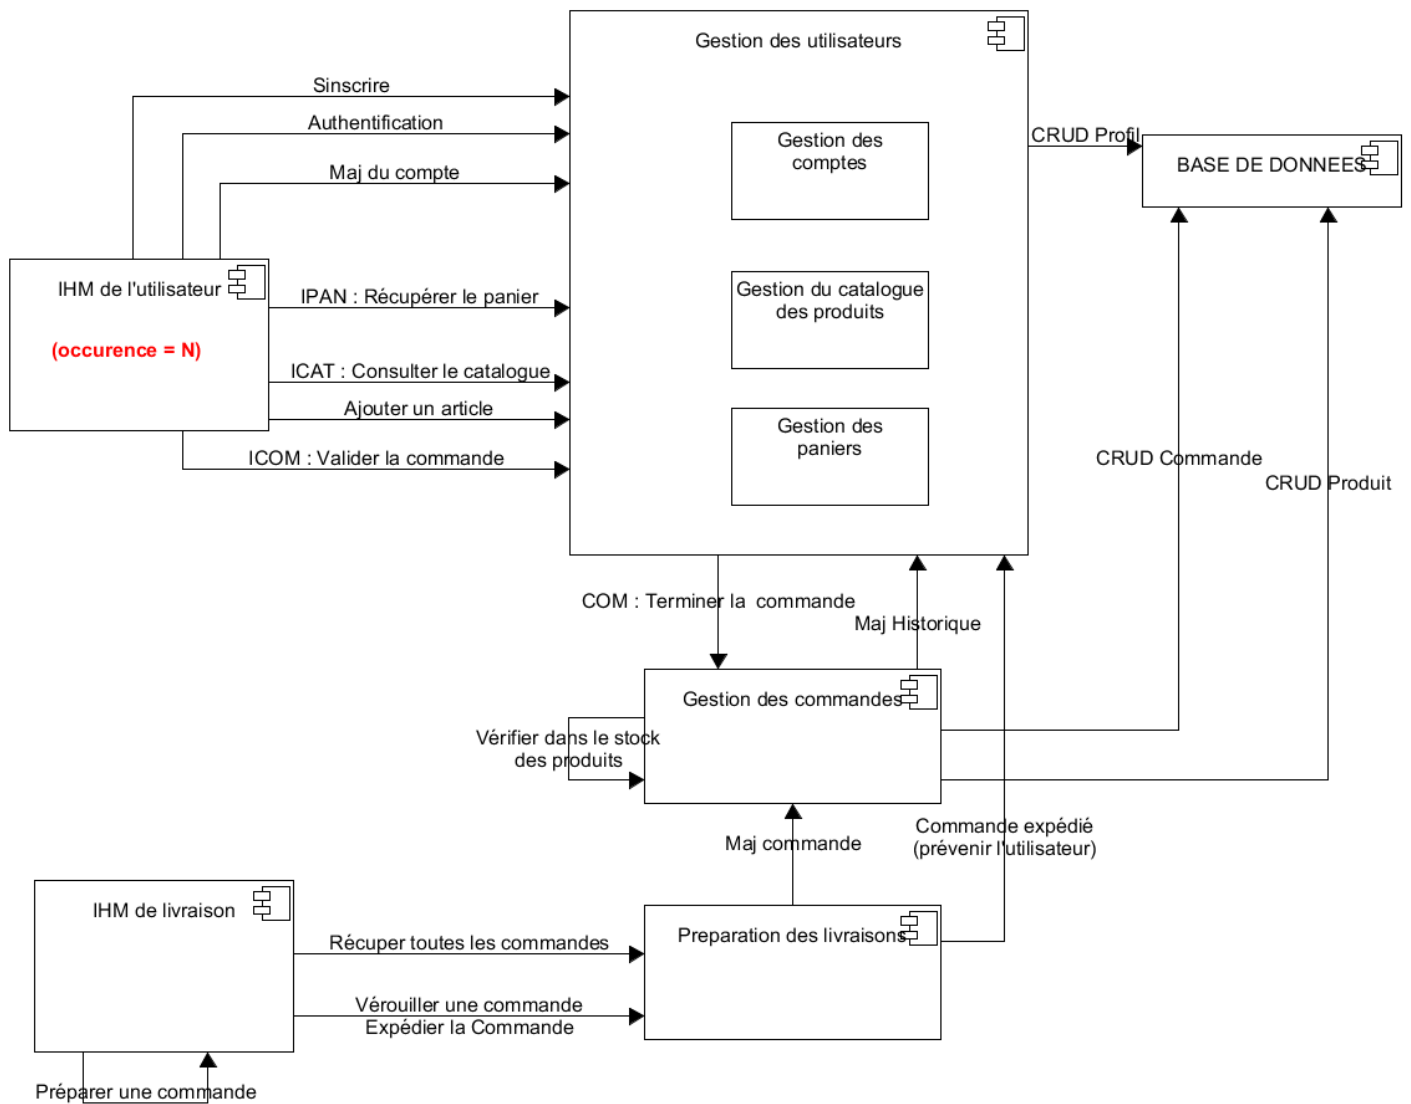 Gestion des utilisateurs
Sinscrire
Authentification
Maj du compte
Gestion des
comptes
CRUD Profil
BASE DE DONNEES
IHM de l'utilisateur
(occurence = N)
IPAN : Récupérer le panier
ICAT : Consulter le catalogue
Ajouter un article
ICOM : Valider la commande
Gestion du catalogue
des produits
Gestion des
paniers
CRUD Commande
CRUD Produit
COM : Terminer la  commande
Maj Historique
Gestion des commandes
Vérifier dans le stock
des produits
Maj commande
Commande expédié
(prévenir l'utilisateur)
IHM de livraison
Récuper toutes les commandes
Vérouiller une commande
Expédier la Commande
Preparation des livraisons
Préparer une commande